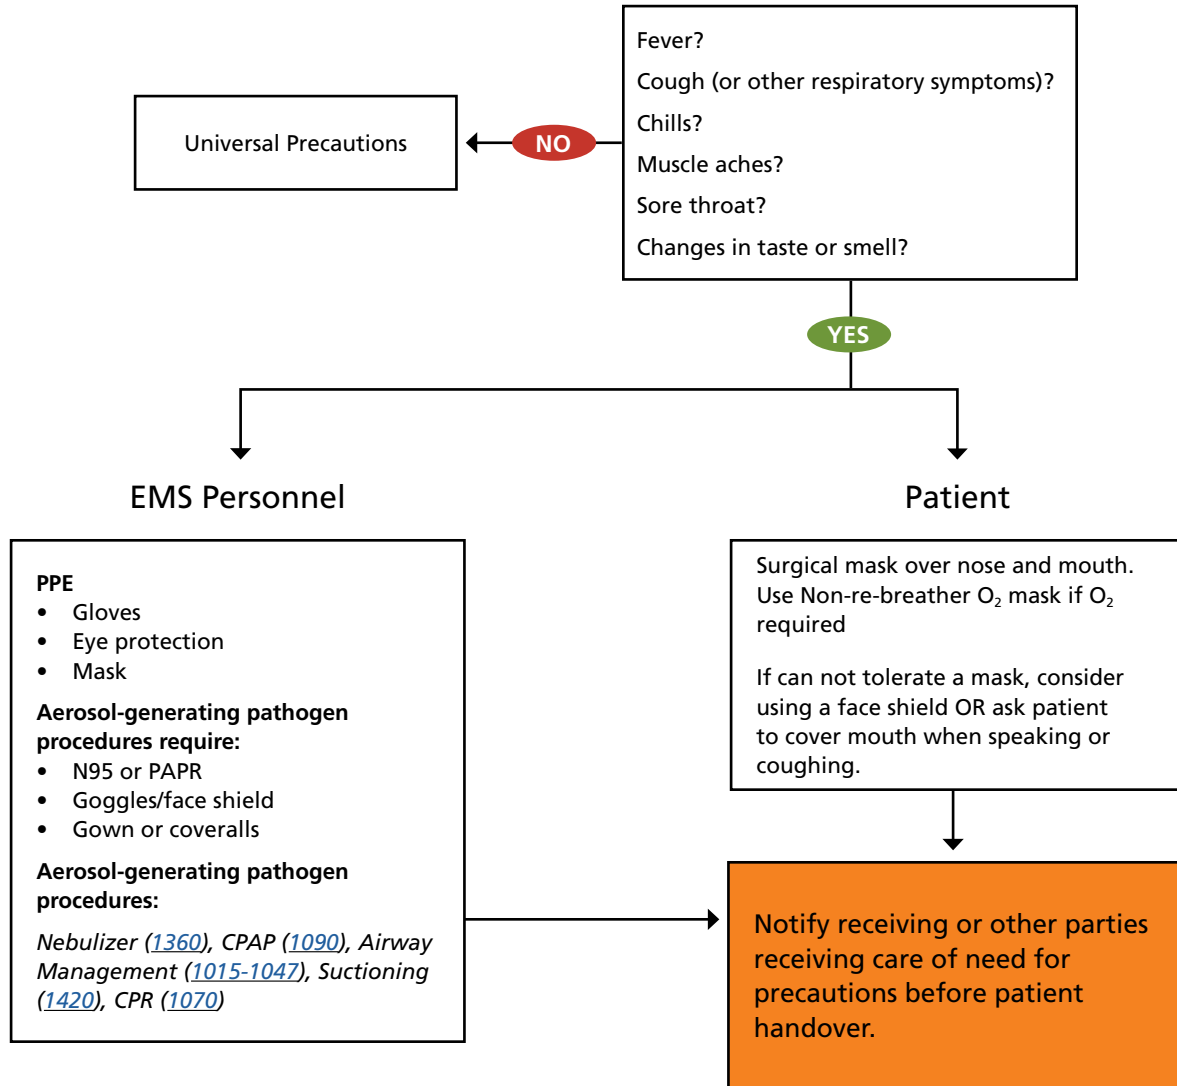 Fever?
Cough (or other respiratory symptoms)?
Chills?
Muscle aches?
Sore throat?
Changes in taste or smell?
NO
Universal Precautions
YES
EMS Personnel
PPE
• Gloves
• Eye protection
• Mask
Aerosol-generating pathogen
procedures require:
• N95 or PAPR
• Goggles/face shield
• Gown or coveralls
Aerosol-generating pathogen
procedures:
Nebulizer (1360), CPAP (1090), Airway
Management (1015-1047), Suctioning
(1420), CPR (1070)
Patient
Surgical mask over nose and mouth.
Use Non-re-breather O₂ mask if O₂
required
If can not tolerate a mask, consider
using a face shield OR ask patient
to cover mouth when speaking or
coughing.
Notify receiving or other parties
receiving care of need for
precautions before patient
handover.